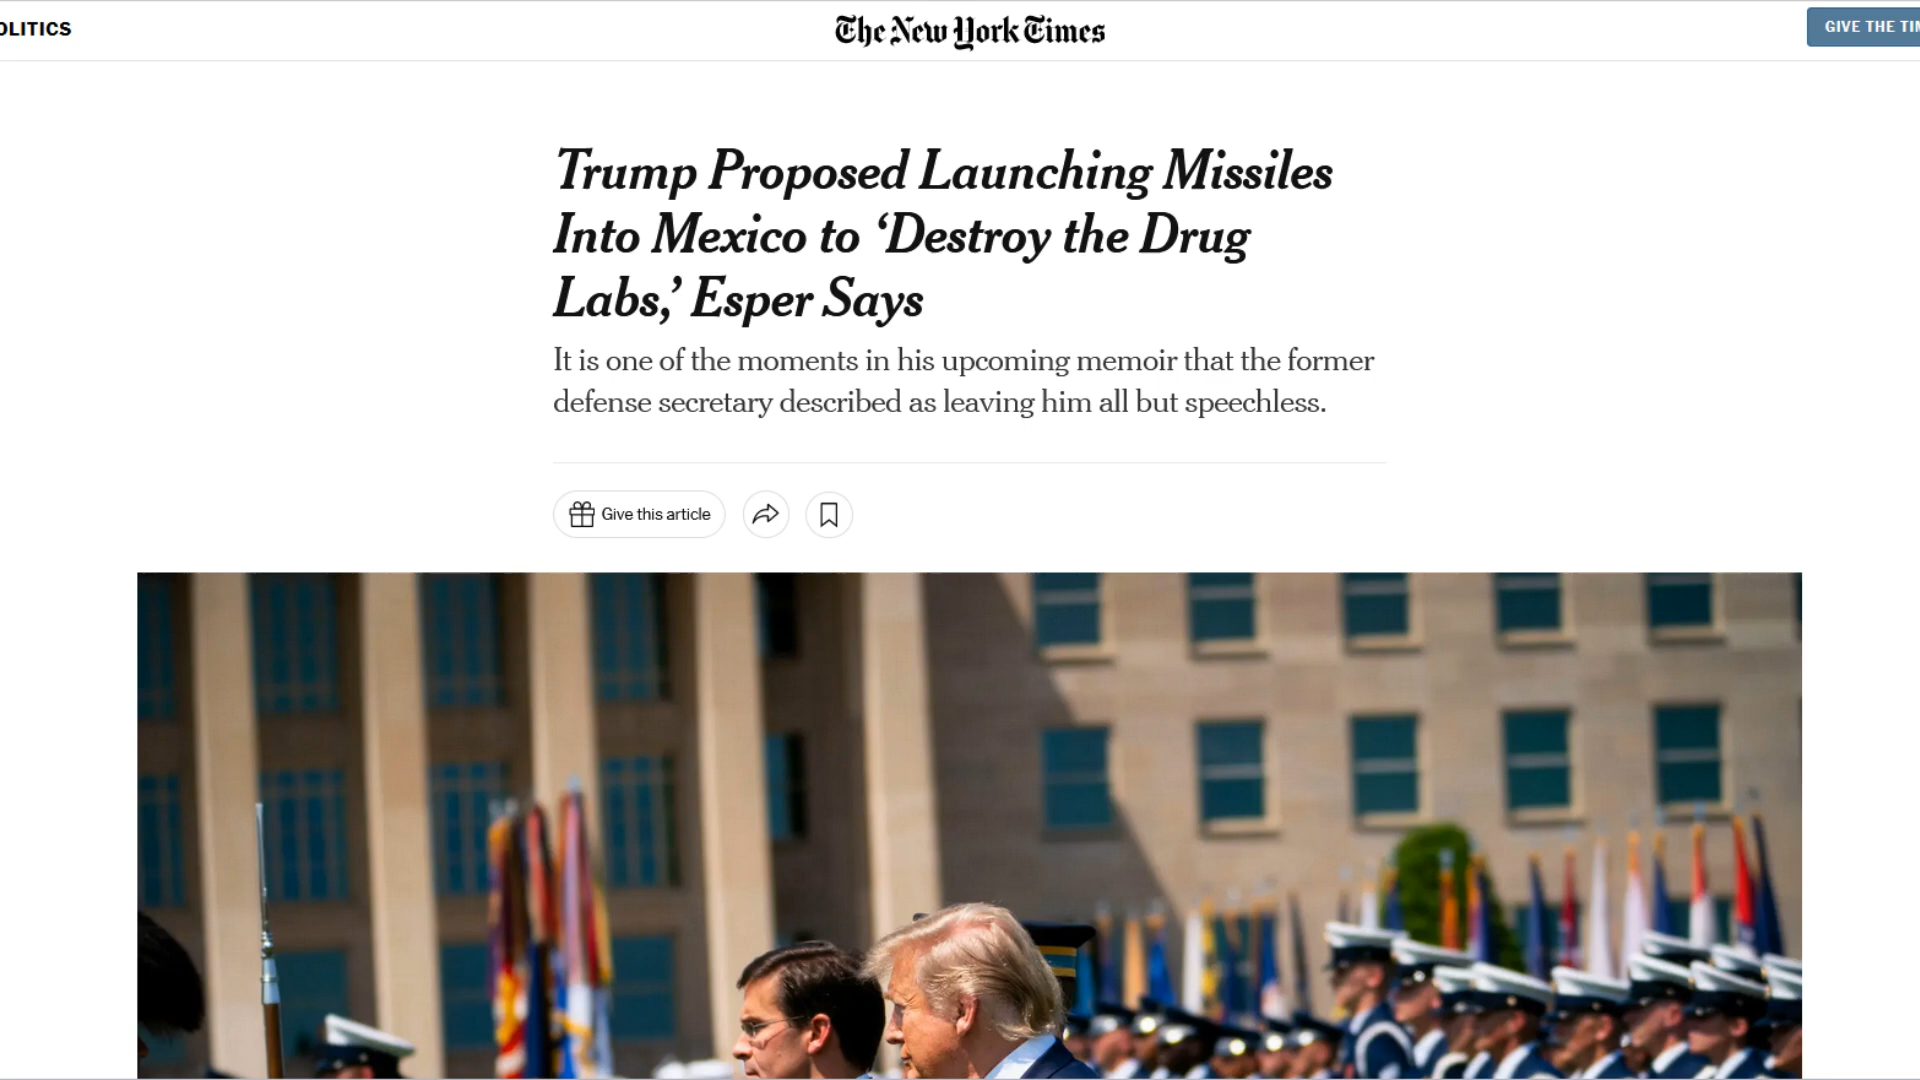 OLITICS
The New York Times
GIVE THE TIM
Trump Proposed Launching Missiles
Into Mexico to ‘Destroy the Drug
Labs,’ Esper Says
It is one of the moments in his upcoming memoir that the former
defense secretary described as leaving him all but speechless.
Give this article